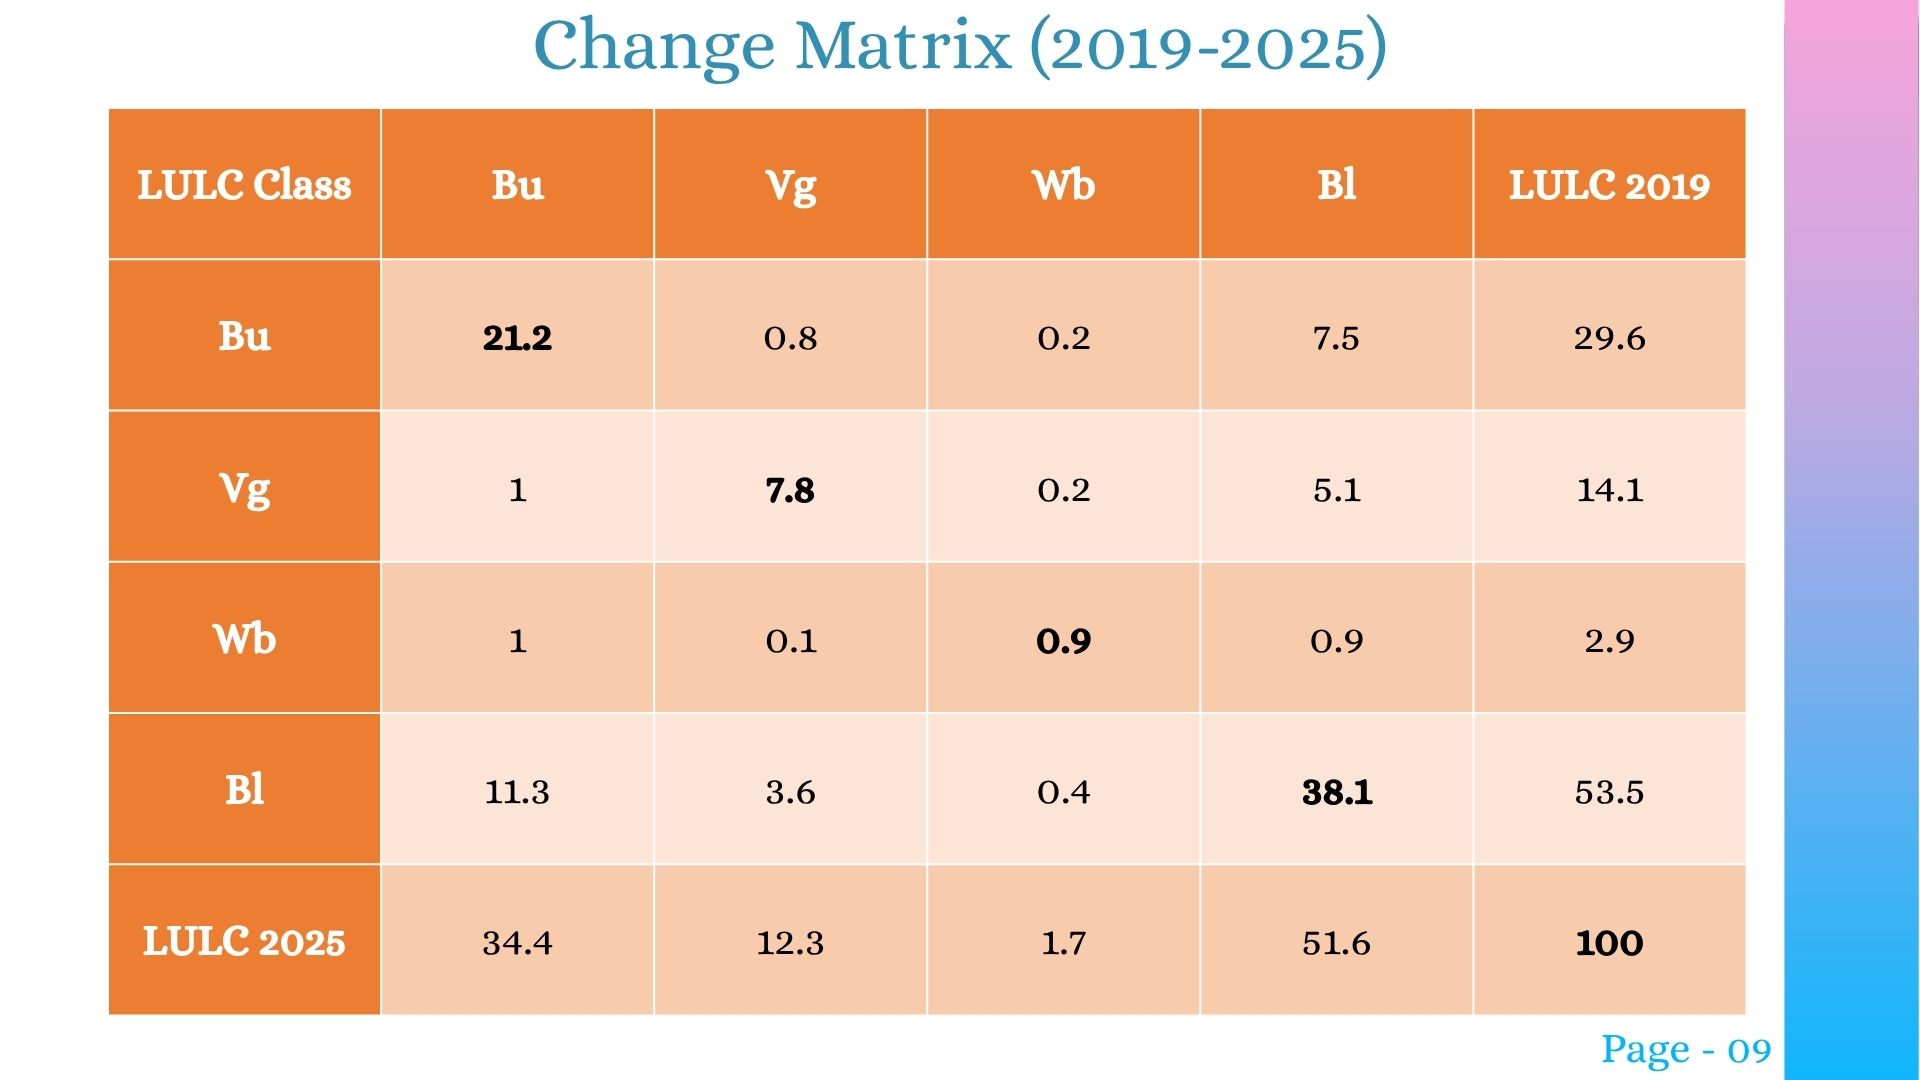 Change Matrix (2019-2025)
LULC Class Bu Vg Wb Bl LULC 2019
Bu 21.2 0.8 0.2 7.5 29.6
Vg 1 7.8 0.2 5.1 14.1
Wb 1 0.1 0.9 0.9 2.9
Bl 11.3 3.6 0.4 38.1 53.5
LULC 2025 34.4 12.3 1.7 51.6 100
Page - 09